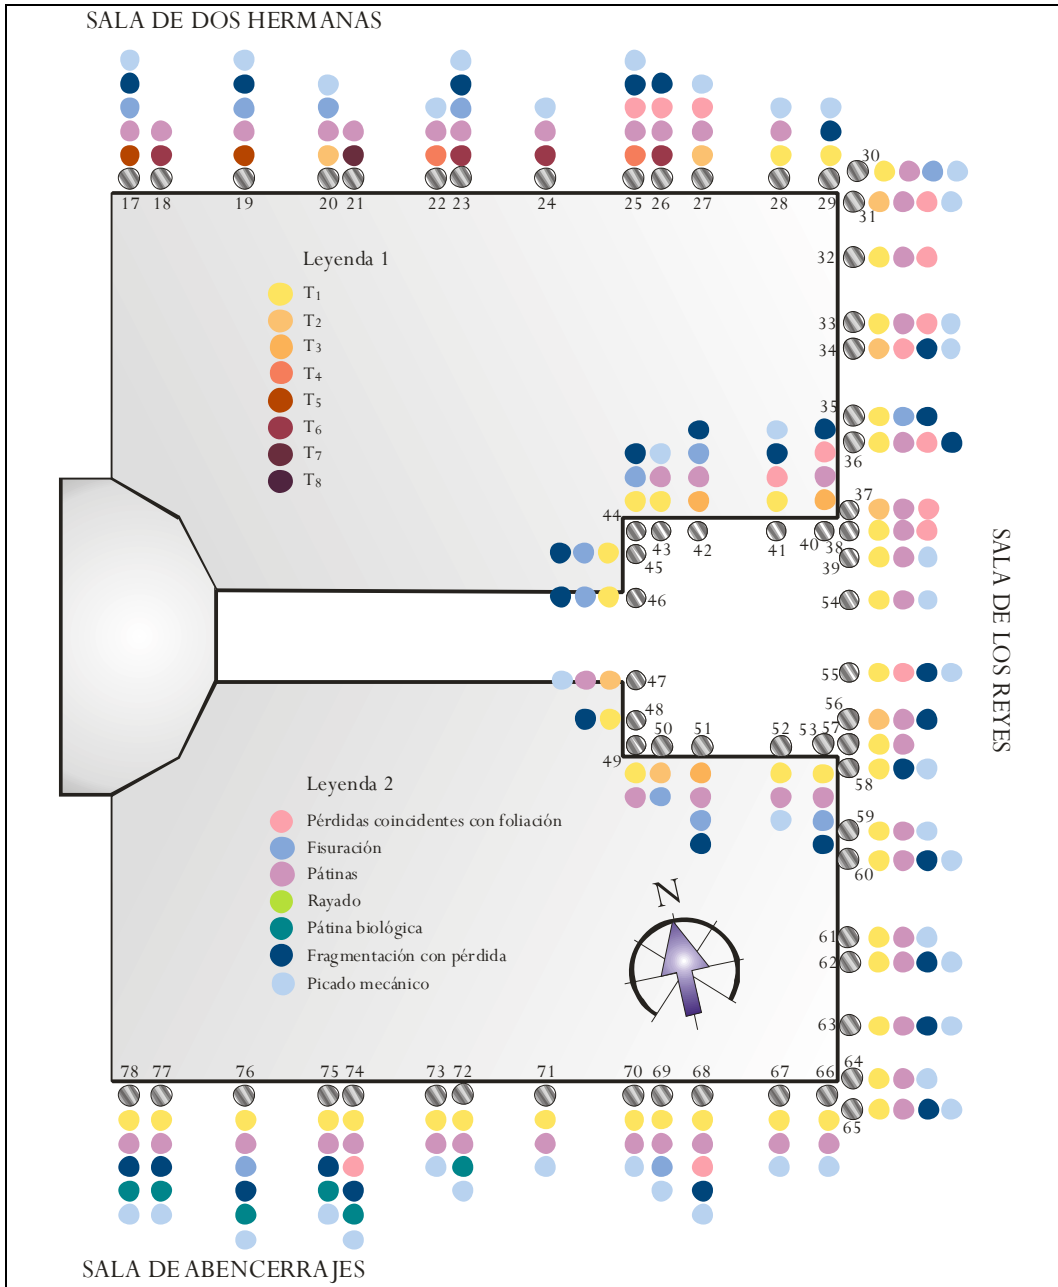 SALA DE DOS HERMANAS
17 18 19 20 21 22 23 24 25 26 27 28 29
30
31
32
33
34
35
36
37
38
39
54
55
56
57
58
59
60
61
62
63
64
65
Leyenda 1
T1
T2
T3
T4
T5
T6
T7
T8
44 43 42 41 40
45
46
47
48
49 50 51 52 53
SALA DE LOS REYES
Leyenda 2
Pérdidas coincidentes con foliación
Fisuración
Pátinas
Rayado
Pátina biológica
Fragmentación con pérdida
Picado mecánico
N
78 77 76 75 74 73 72 71 70 69 68 67 66
SALA DE ABENCERRAJES